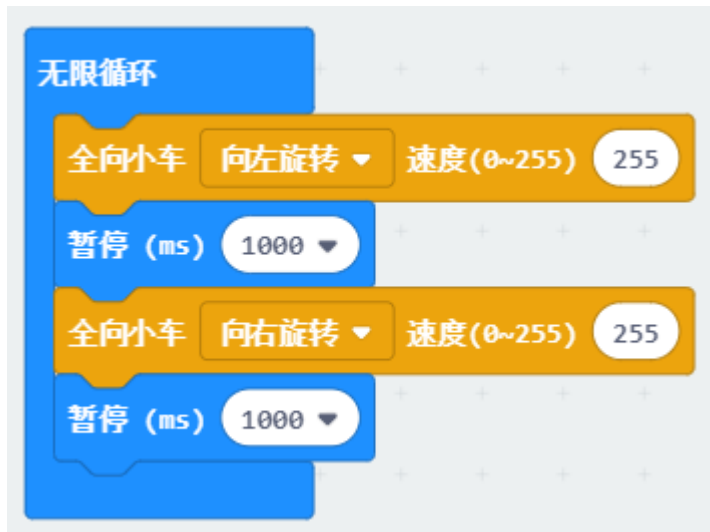 无限循环
全向小车 向左旋转 速度(0~255) 255
暂停 (ms) 1000
全向小车 向右旋转 速度(0~255) 255
暂停 (ms) 1000